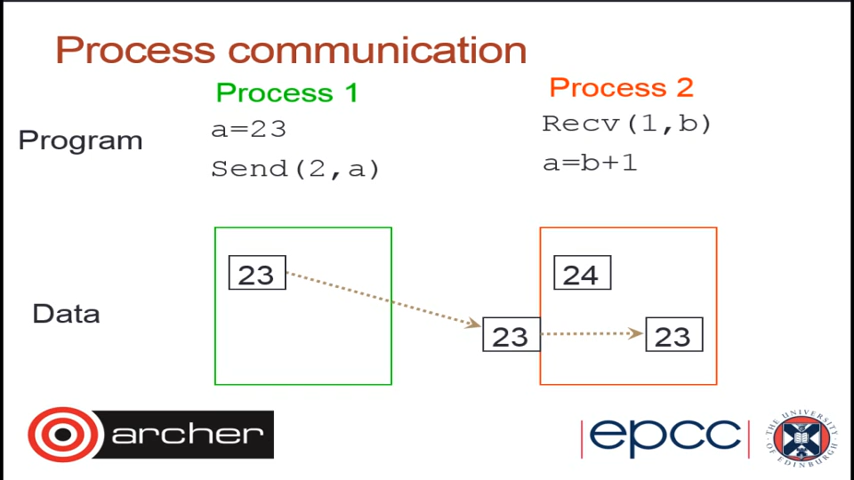 Process communication
Process 1
Process 2
Program
a=23
Recv(1,b)
Send(2,a)
a=b+1
Data
23
24
23
23
archer
epcc
THE UNIVERSITY OF EDINBURGH